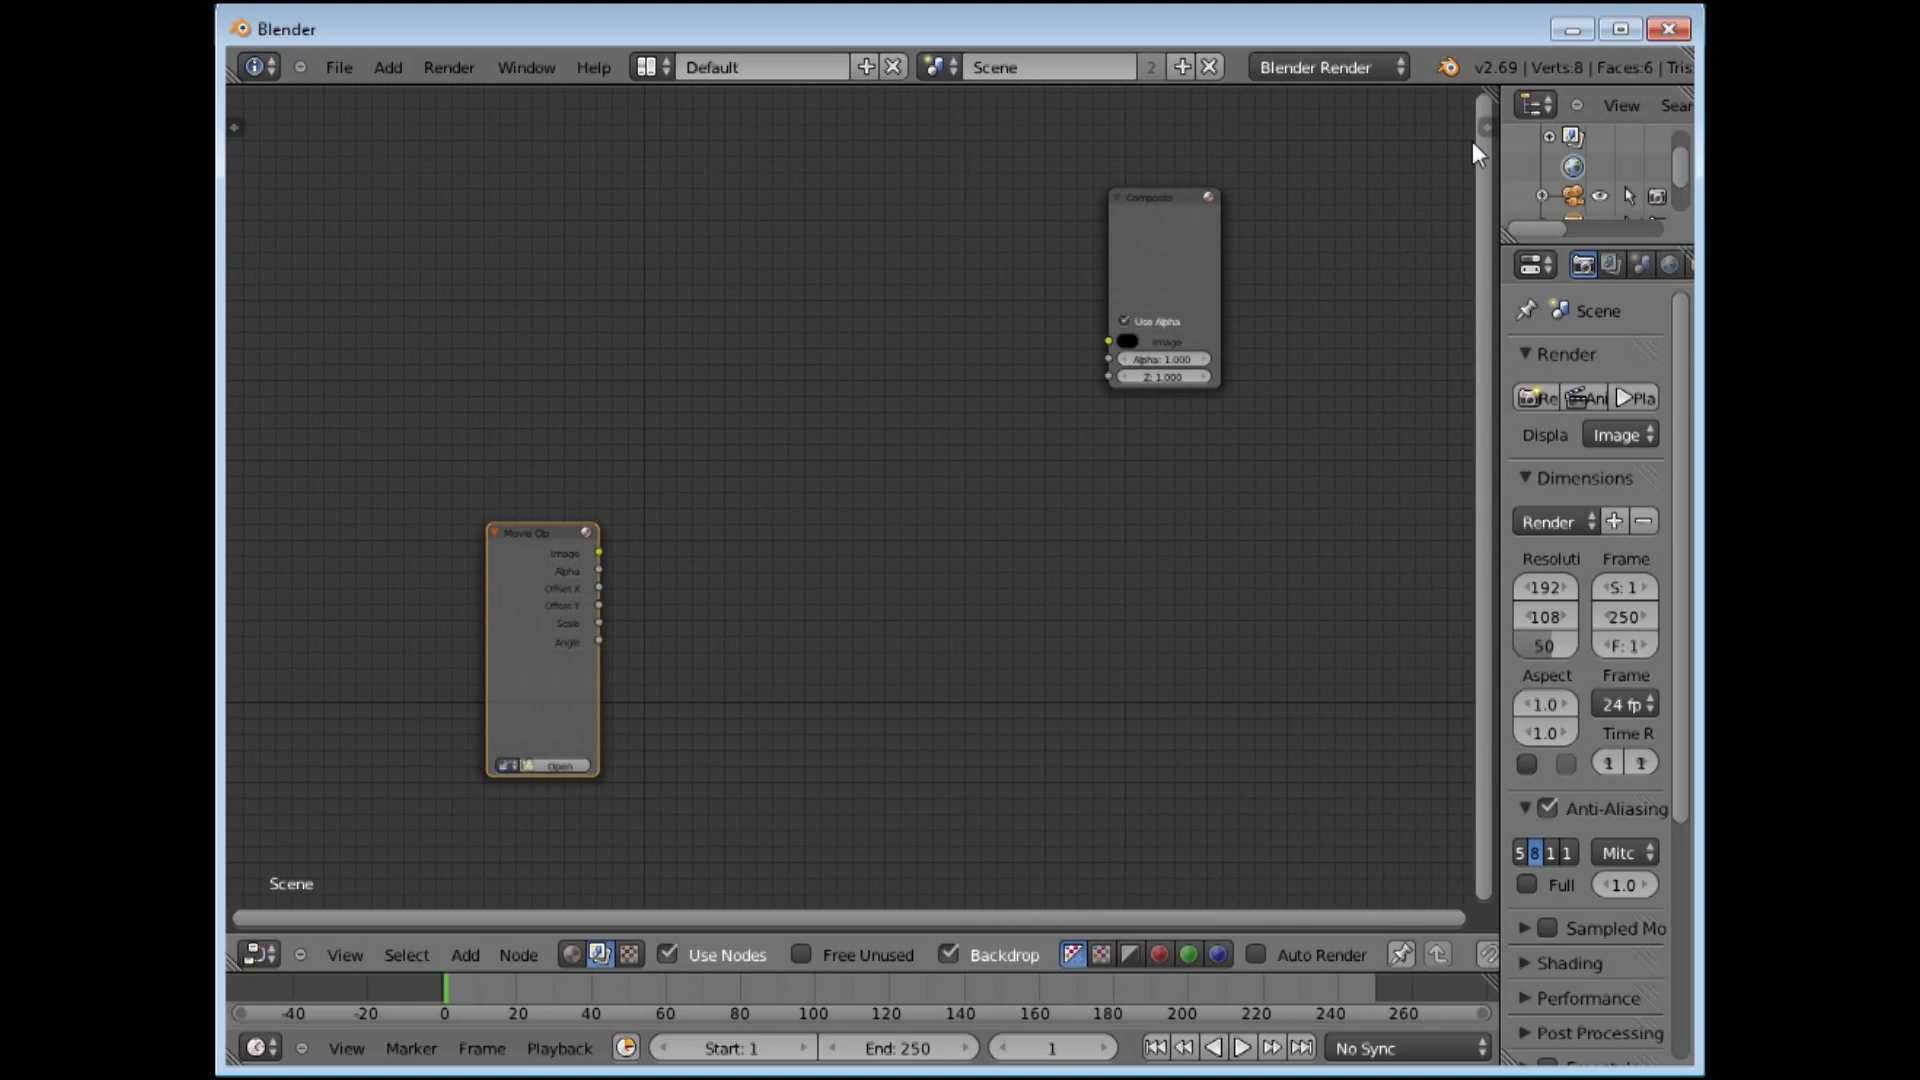 Blender
File Add Render Window Help Default Scene 2 Blender Render v2.69 | Verts:8 | Faces:6 | Tris:
View Sear
Composite
Use Alpha
Image
Alpha: 1.000
Z: 1.000
Movie Clip
Image
Alpha
Offset X
Offset Y
Scale
Angle
Open
Scene
Scene
Render
Re Ani Pla
Displa Image
Dimensions
Render
Resoluti Frame
192 S: 1
108 250
50 F: 1
Aspect Frame
1.0 24 fp
1.0 Time R
1 1
Anti-Aliasing
5 8 1 1 Mitc
Full 1.0
Sampled Mo
Shading
Performance
Post Processing
View Select Add Node Use Nodes Free Unused Backdrop Auto Render
-40 -20 0 20 40 60 80 100 120 140 160 180 200 220 240 260
View Marker Frame Playback Start: 1 End: 250 1 No Sync